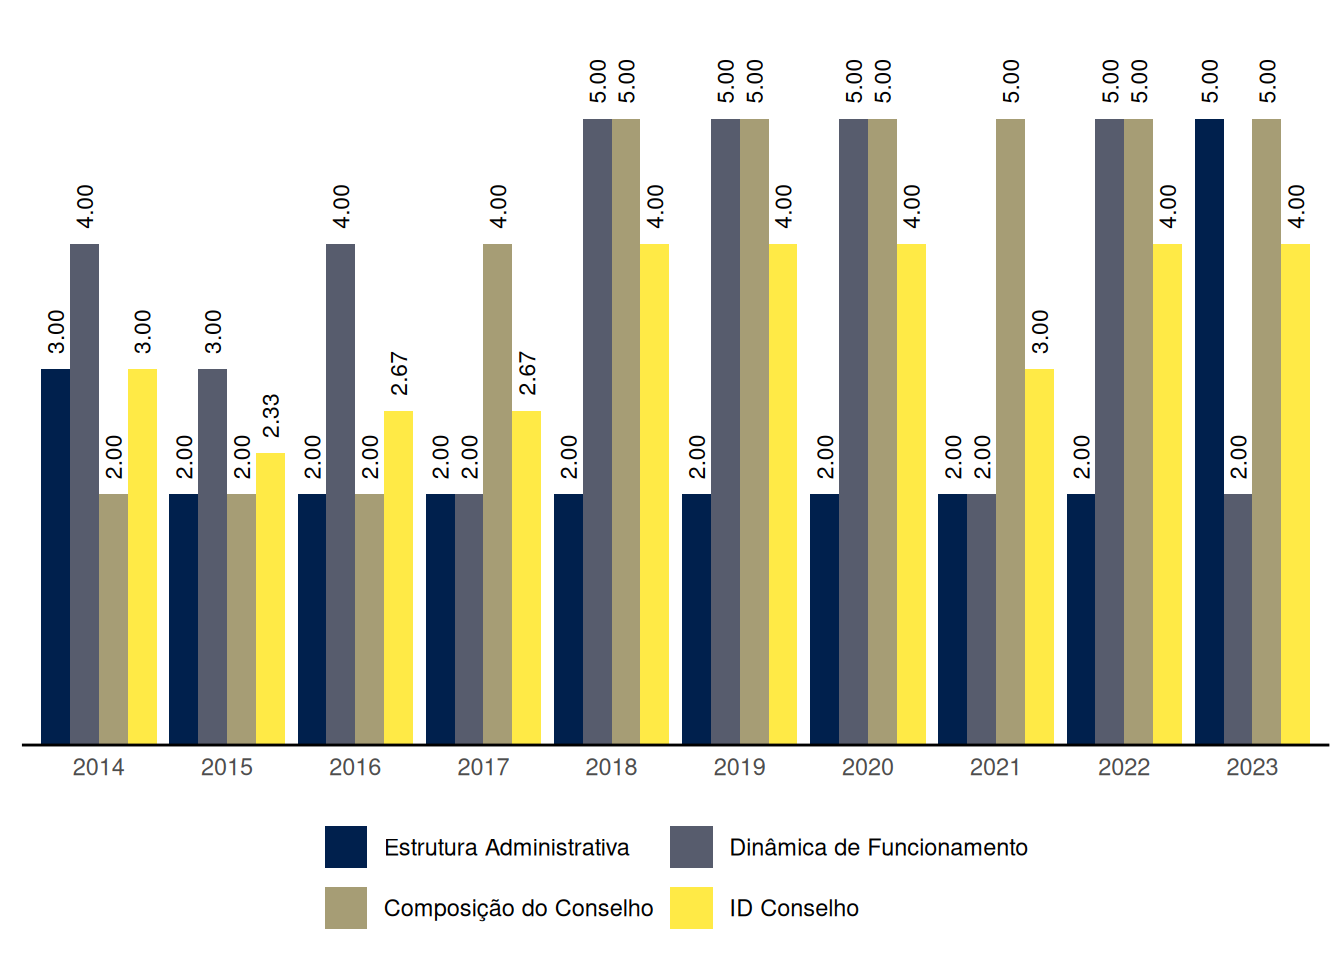 3.00 4.00 2.00 3.00 2.00 3.00 2.00 2.33 2.00 4.00 2.00 2.67 2.00 2.00 4.00 2.67 2.00 5.00 5.00 4.00 2.00 5.00 5.00 4.00 2.00 5.00 5.00 4.00 2.00 2.00 5.00 3.00 2.00 5.00 5.00 4.00 5.00 2.00 5.00 4.00
2014 2015 2016 2017 2018 2019 2020 2021 2022 2023
Estrutura Administrativa Dinâmica de Funcionamento
Composição do Conselho ID Conselho